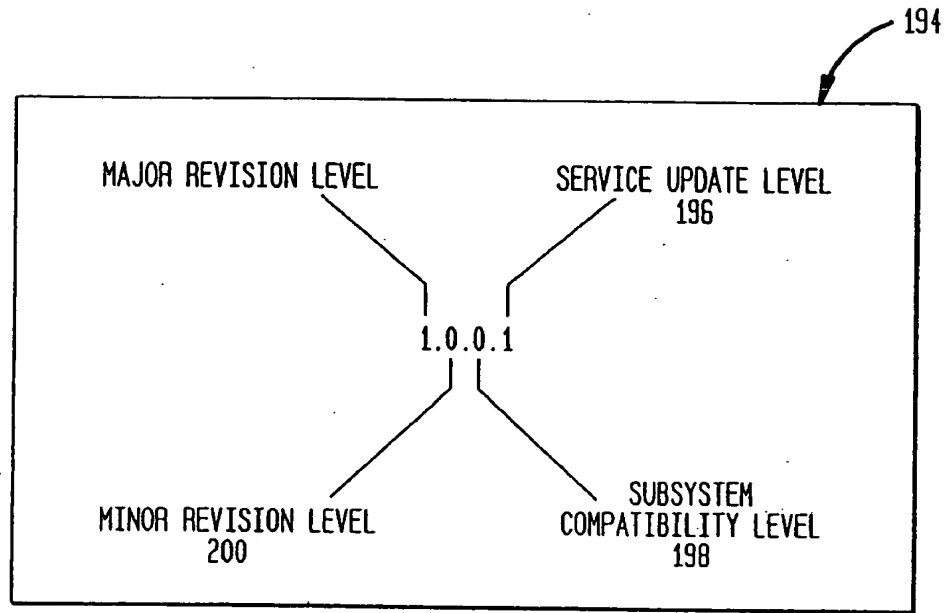 194
MAJOR REVISION LEVEL
SERVICE UPDATE LEVEL
196
1.0.0.1
MINOR REVISION LEVEL
200
SUBSYSTEM
COMPATIBILITY LEVEL
198